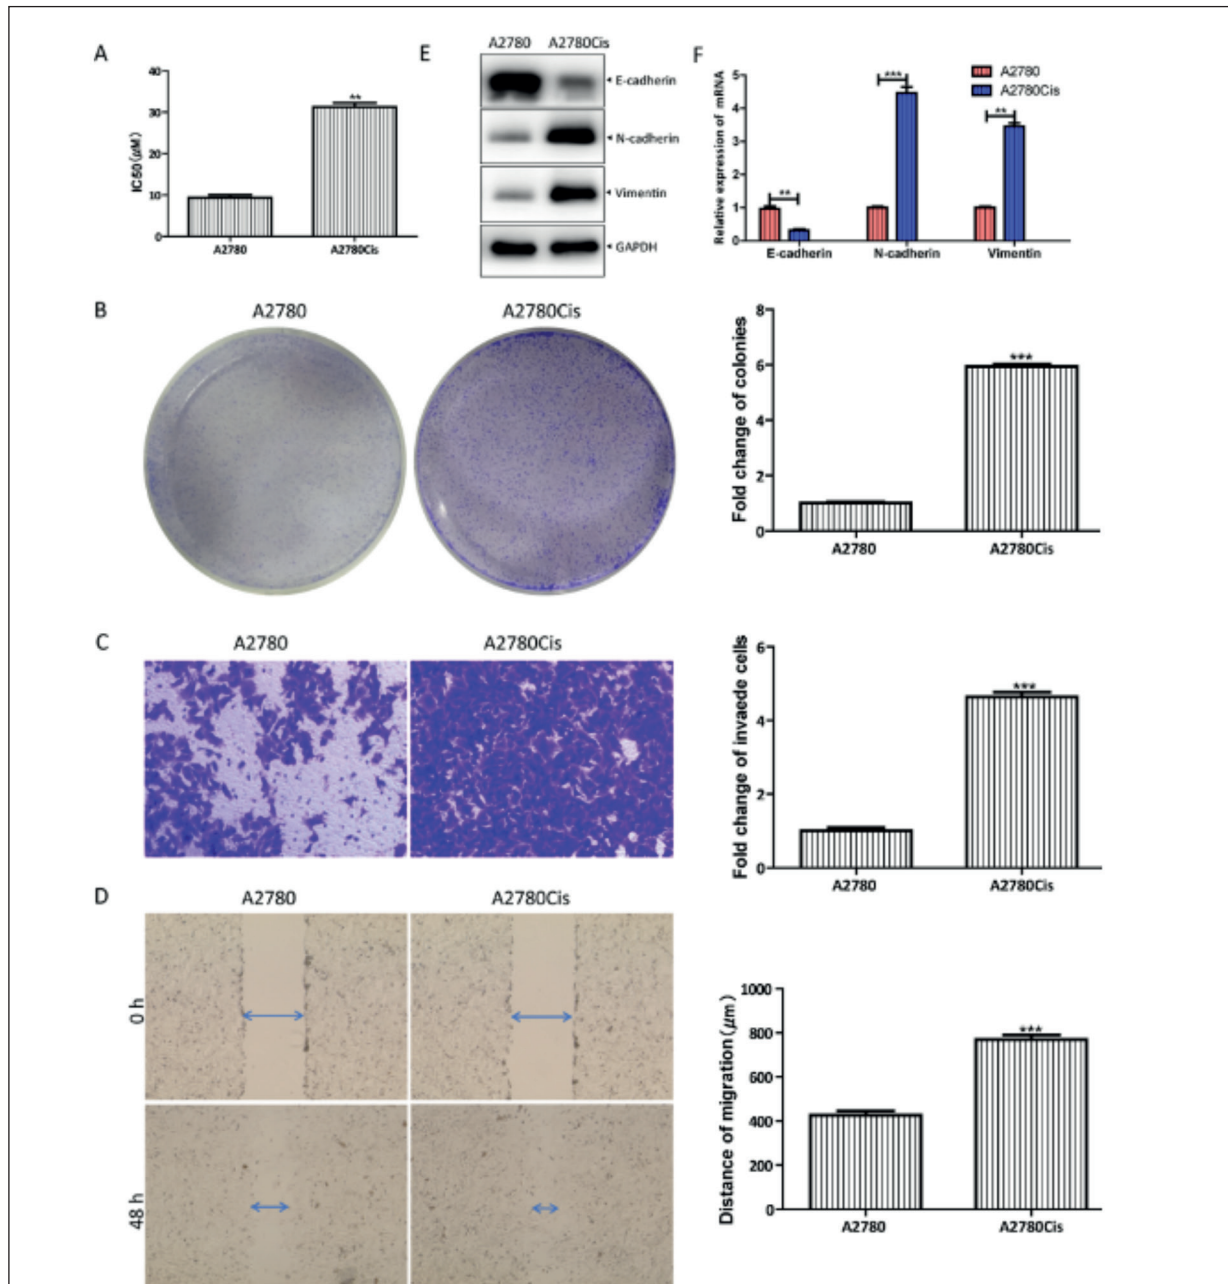 A
IC50(μM)
40
30
20
10
0
**
A2780
A2780Cis
E
A2780 A2780Cis
E-cadherin
N-cadherin
Vimentin
GAPDH
F
Relative expression of mRNA
5
4
3
2
1
0
A2780
A2780Cis
**
***
**
E-cadherin N-cadherin Vimentin
B
A2780 A2780Cis
Fold change of colonies
8
6
4
2
0
***
A2780 A2780Cis
C
A2780 A2780Cis
Fold change of invaede cells
6
4
2
0
***
A2780 A2780Cis
D
A2780 A2780Cis
0 h
48 h
Distance of migration(μm)
1000
800
600
400
200
0
***
A2780 A2780Cis